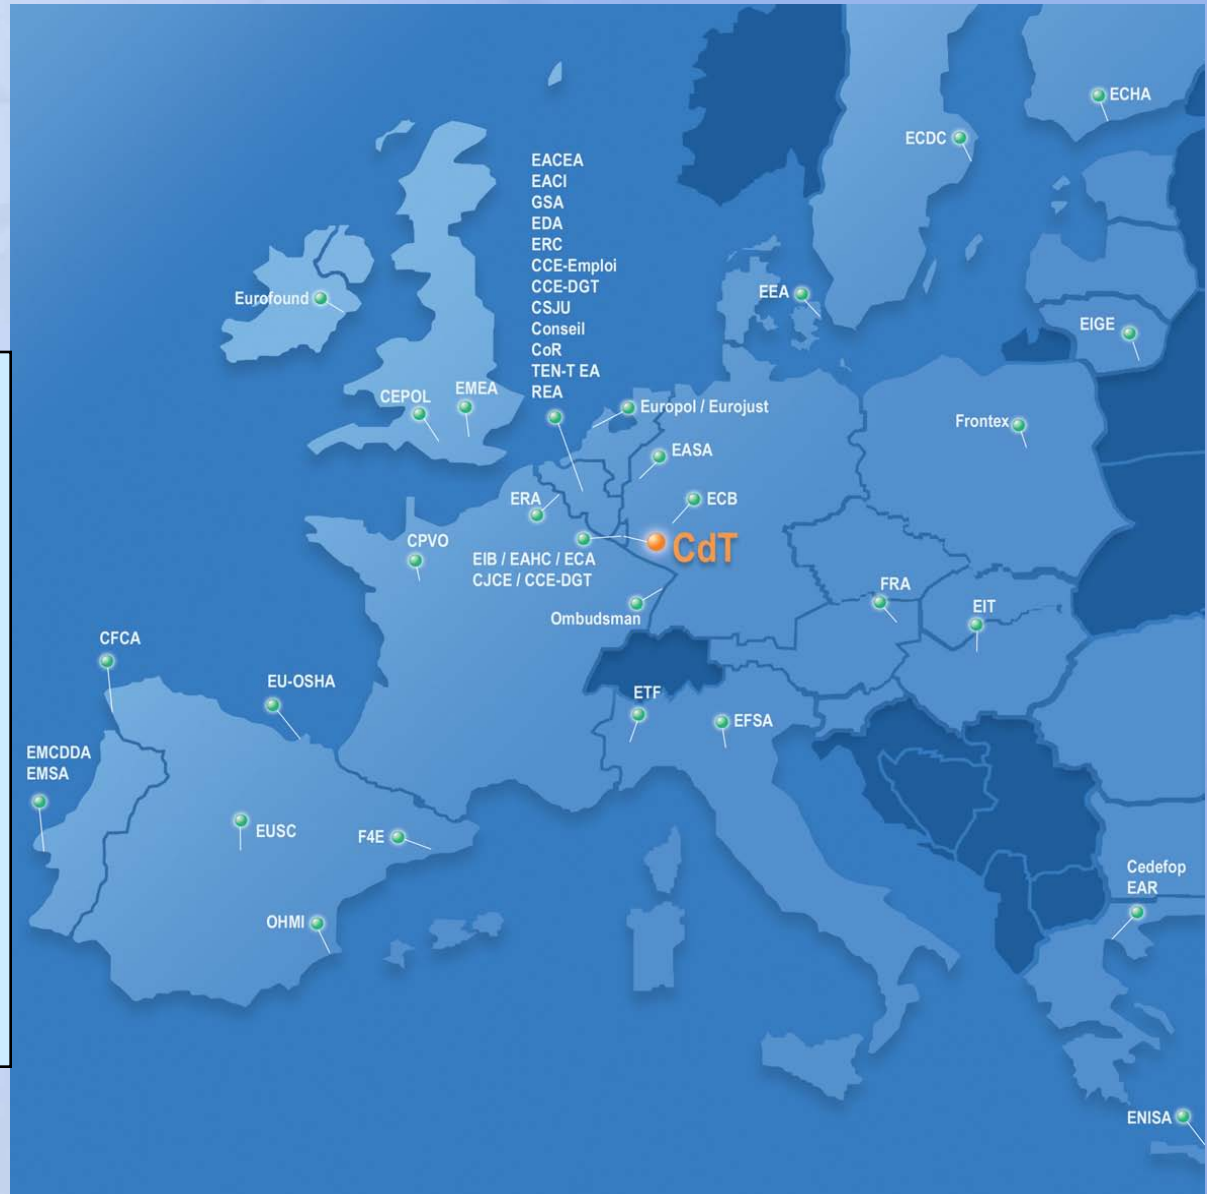 ECHA
ECDC
EACEA
EACI
GSA
EDA
ERC
CCE-Emploi
CCE-DGT
CSJU
Conseil
CoR
TEN-T EA
REA
Eurofound
EEA
EIGE
CEPOL
EMEA
Europol / Eurojust
Frontex
EASA
ERA
ECB
CPVO
CdT
EIB / EAHC / ECA
CJCE / CCE-DGT
FRA
EIT
Ombudsman
CFCA
EU-OSHA
ETF
EFSA
EMCDDA
EMSA
EUSC
F4E
Cedefop
EAR
OHMI
ENISA